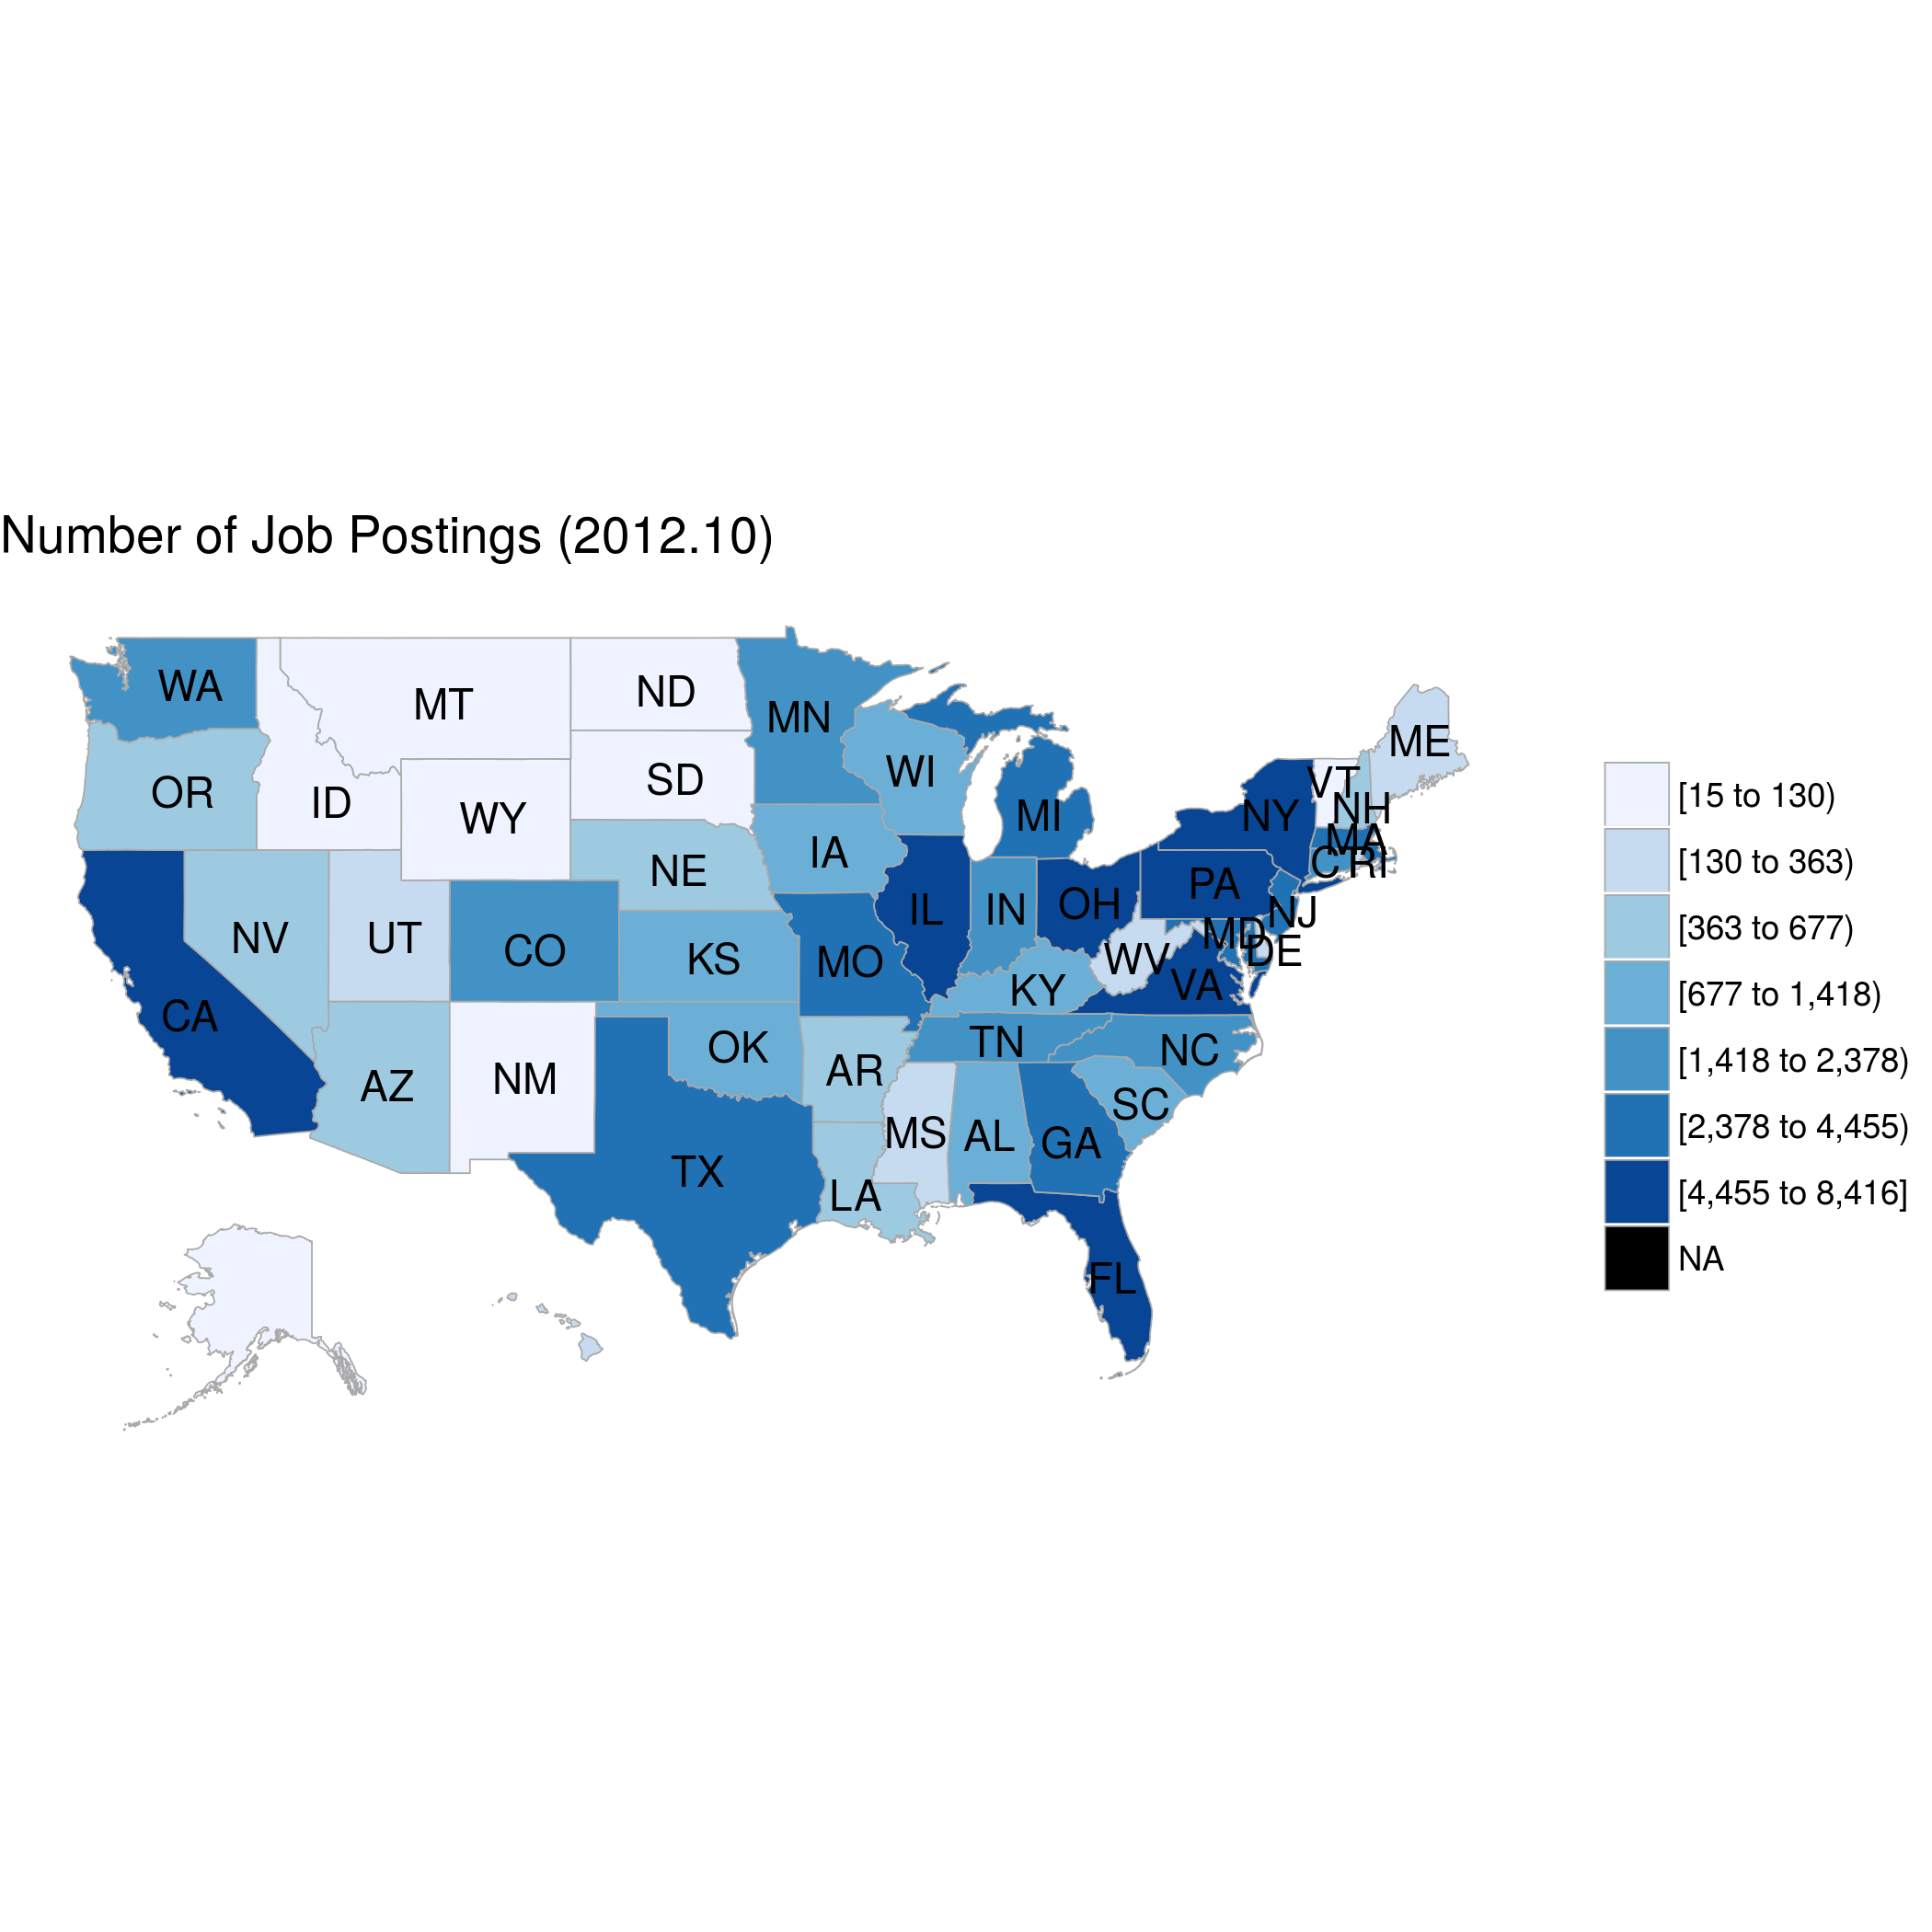 Number of Job Postings (2012.10)
WA
MT
ND
MN
ME
OR
ID
WY
SD
WI
MI
NY
VT
NH
MA
CT
RI
NE
IA
PA
NJ
NV
UT
CO
KS
MO
IL
IN
OH
MD
DE
WV
VA
KY
CA
AZ
NM
OK
AR
TN
NC
SC
TX
LA
MS
AL
GA
FL
[15 to 130)
[130 to 363)
[363 to 677)
[677 to 1,418)
[1,418 to 2,378)
[2,378 to 4,455)
[4,455 to 8,416]
NA